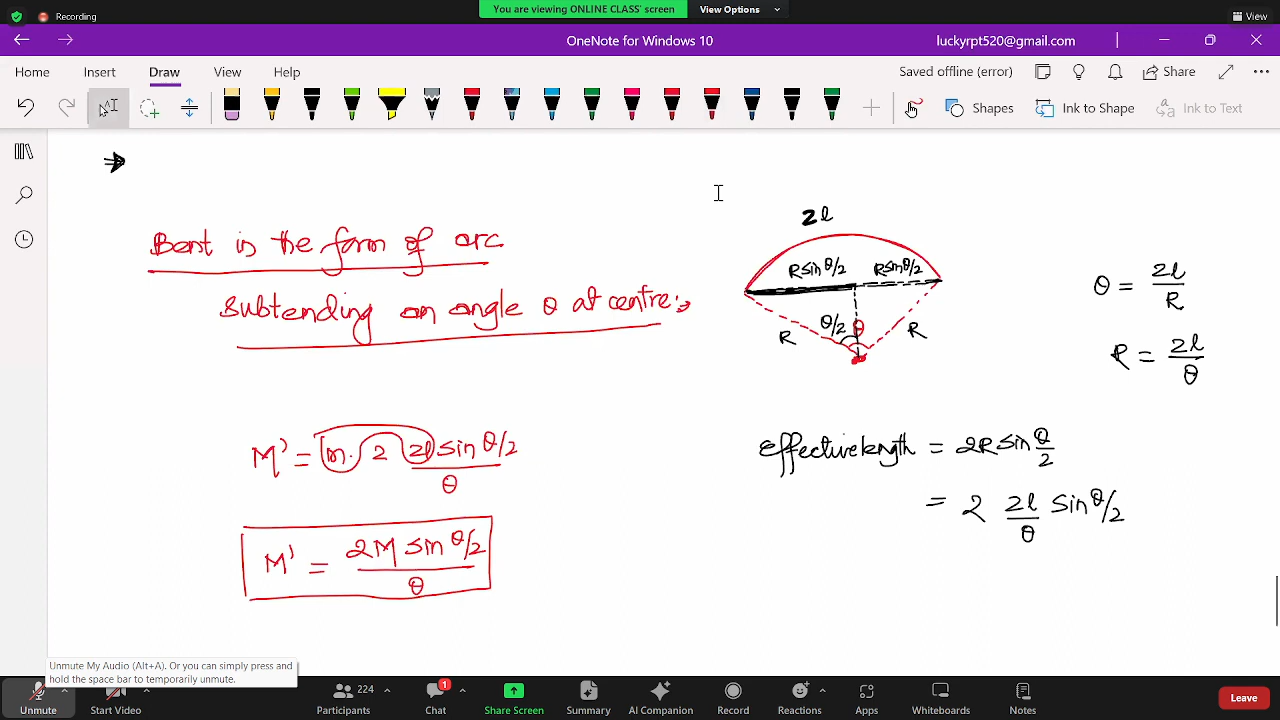 Recording
You are viewing ONLINE CLASS' screen
View Options
View
OneNote for Windows 10
luckyrpt520@gmail.com
Home
Insert
Draw
View
Help
Saved offline (error)
Share
Shapes
Ink to Shape
Ink to Text
Bent is the form of arc
Subtending an angle θ at centre:
2l
R sin θ/2
R sin θ/2
θ/2
θ
R
R
θ = 2l/R
R = 2l/θ
M' = m. 2 2l sin θ/2 / θ
M' = 2M sin θ/2 / θ
Effective length = 2R sin θ/2
= 2 2l/θ sin θ/2
Unmute My Audio (Alt+A). Or you can simply press and
hold the space bar to temporarily unmute.
Unmute
Start Video
224
Participants
1
Chat
Share Screen
Summary
AI Companion
Record
Reactions
Apps
Whiteboards
Notes
Leave